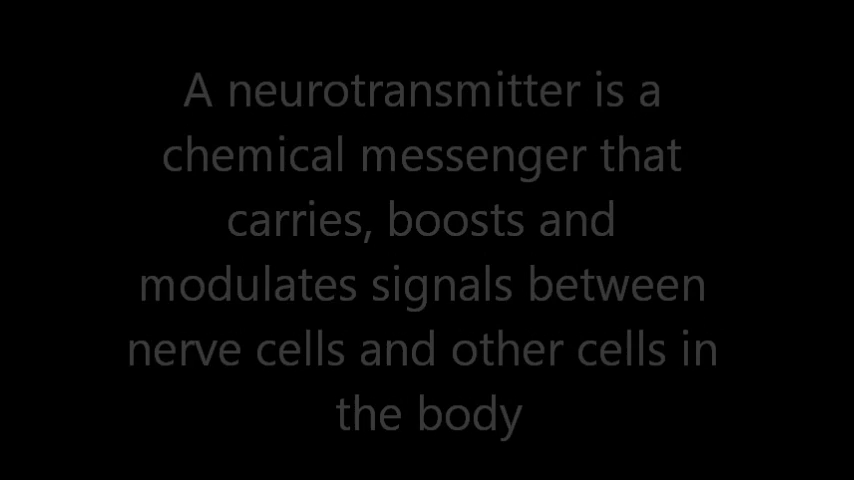 A neurotransmitter is a
chemical messenger that
carries, boosts and
modulates signals between
nerve cells and other cells in
the body